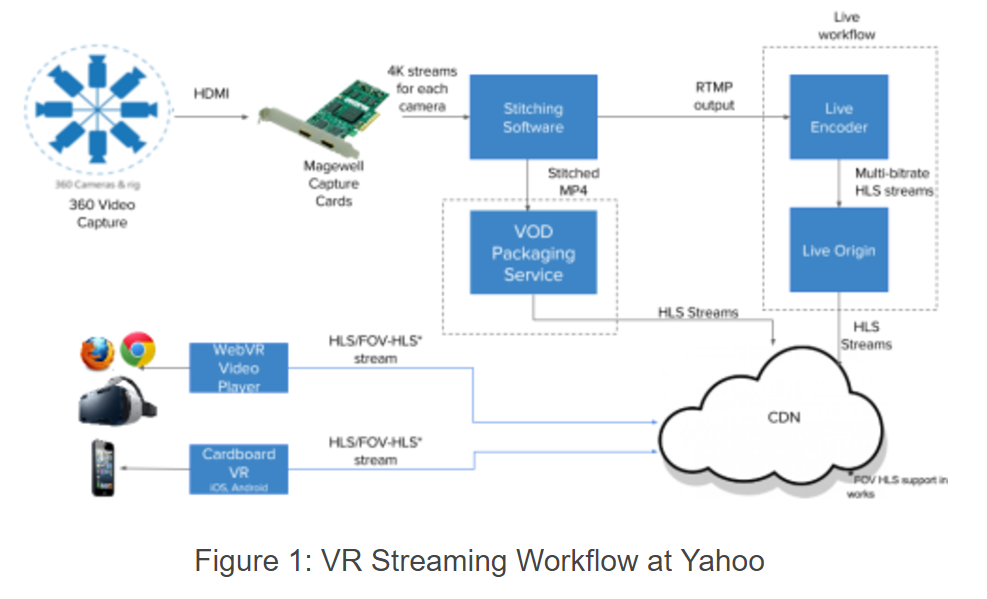 Live
workflow
HDMI
4K streams
for each
camera
Stitching
Software
RTMP
output
Live
Encoder
Magewell
Capture
Cards
360 Cameras & rig
360 Video
Capture
Stitched
MP4
Multi-bitrate
HLS streams
VOD
Packaging
Service
Live Origin
HLS Streams
HLS
Streams
WebVR
Video
Player
HLS/FOV-HLS*
stream
CDN
Cardboard
VR
iOS, Android
HLS/FOV-HLS*
stream
*FOV HLS support in
works
Figure 1: VR Streaming Workflow at Yahoo